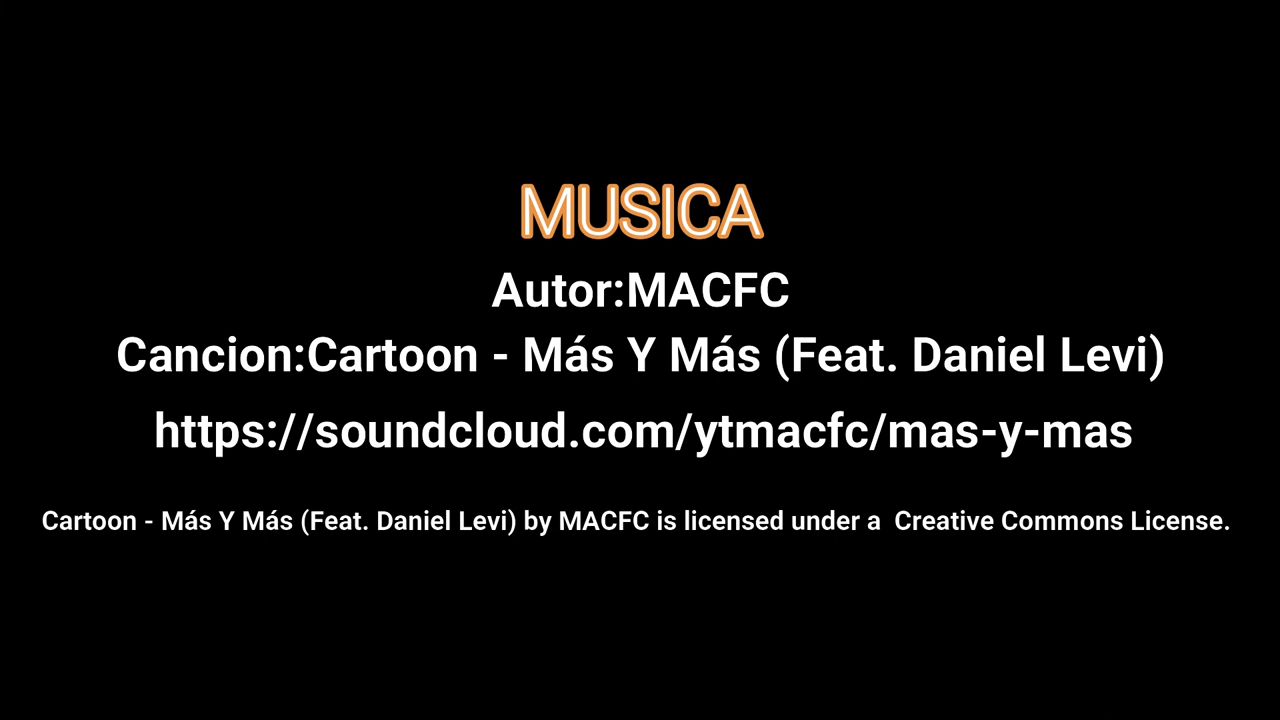 MUSICA
Autor:MACFC
Cancion:Cartoon - Más Y Más (Feat. Daniel Levi)
https://soundcloud.com/ytmacfc/mas-y-mas
Cartoon - Más Y Más (Feat. Daniel Levi) by MACFC is licensed under a  Creative Commons License.